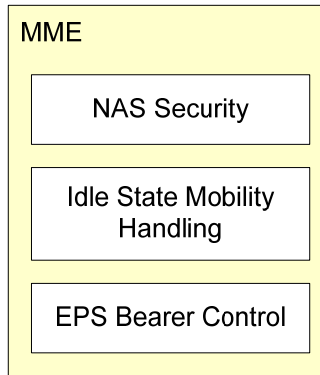 MME
NAS Security
Idle State Mobility
Handling
EPS Bearer Control